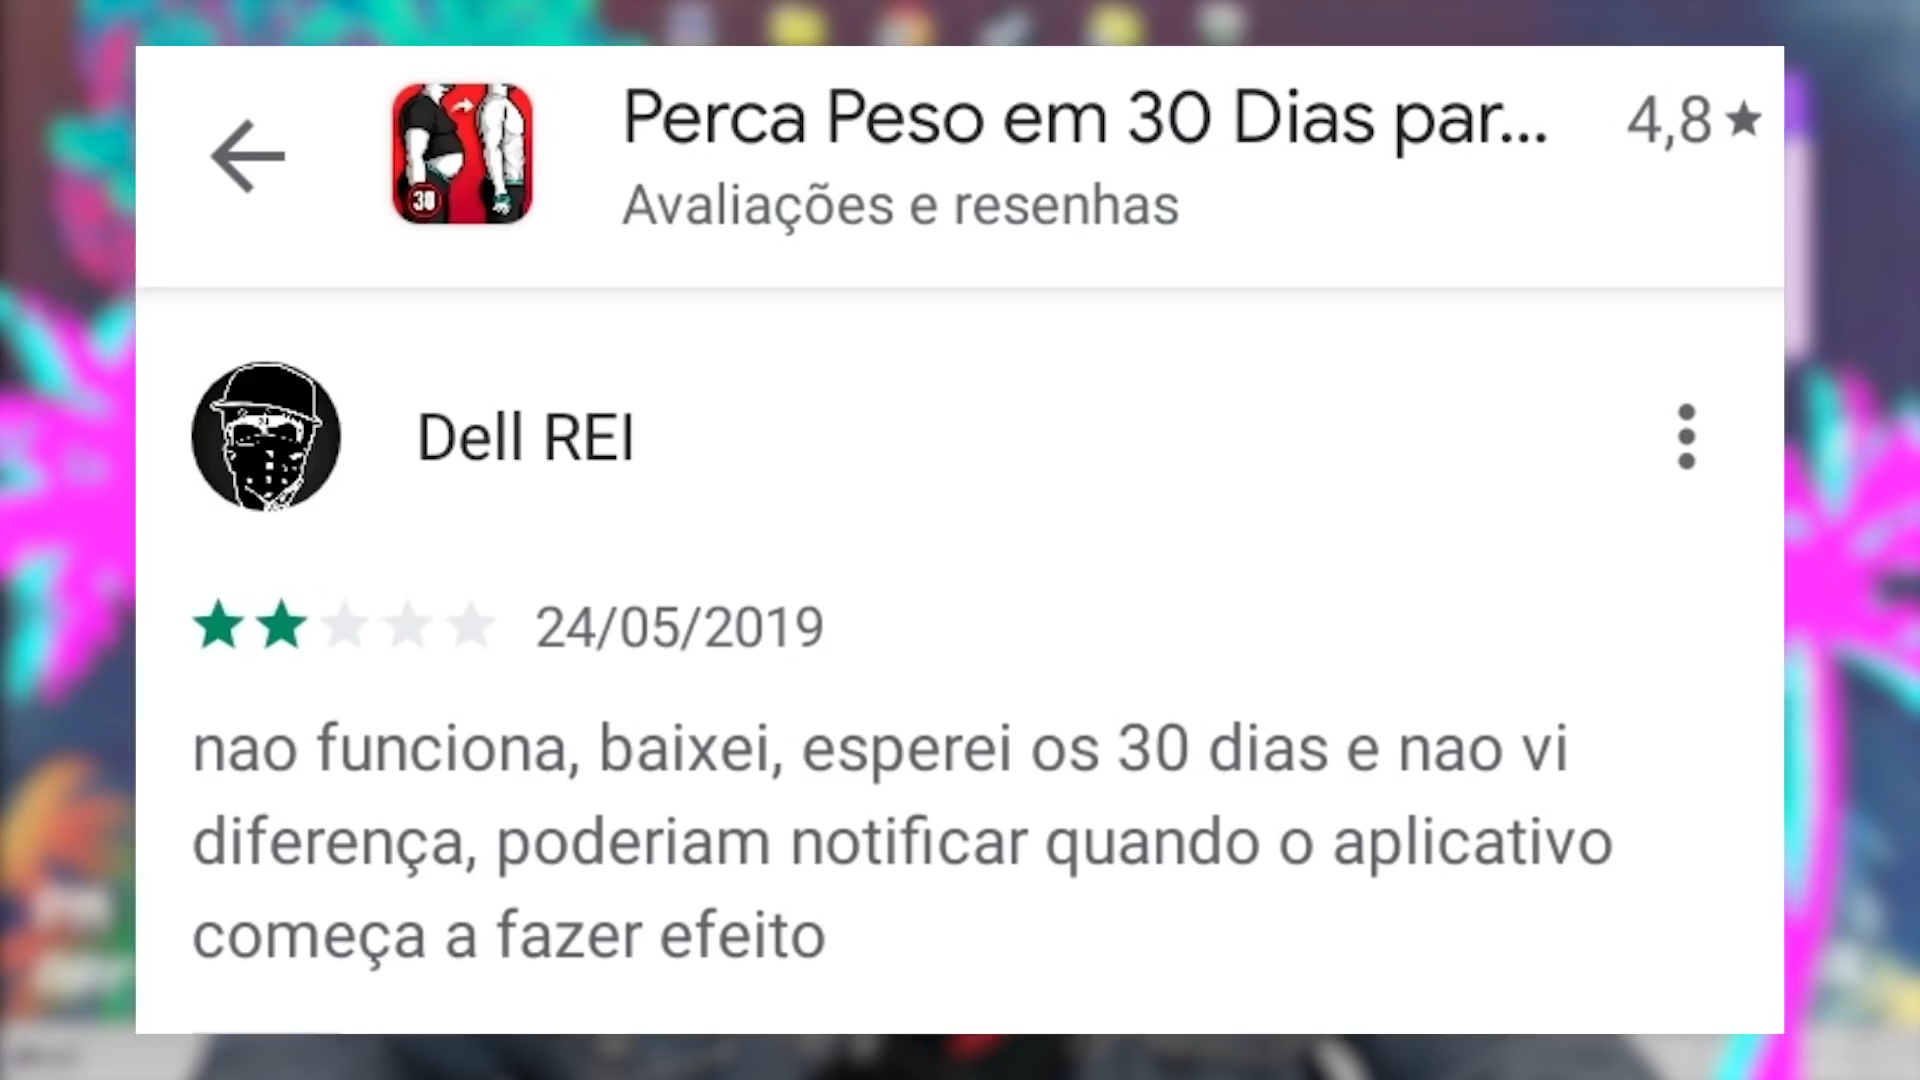 Perca Peso em 30 Dias par...
4,8★
Avaliações e resenhas
30
Dell REI
24/05/2019
nao funciona, baixei, esperei os 30 dias e nao vi
diferença, poderiam notificar quando o aplicativo
começa a fazer efeito